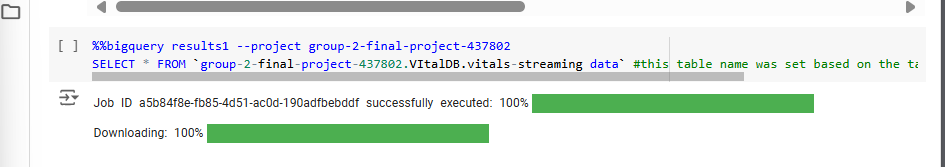 [ ] %%bigquery results1 --project group-2-final-project-437802
SELECT * FROM `group-2-final-project-437802.VItalDB.vitals-streaming data` #this table name was set based on the ta
Job ID a5b84f8e-fb85-4d51-ac0d-190adfbebddf successfully executed: 100%
Downloading: 100%